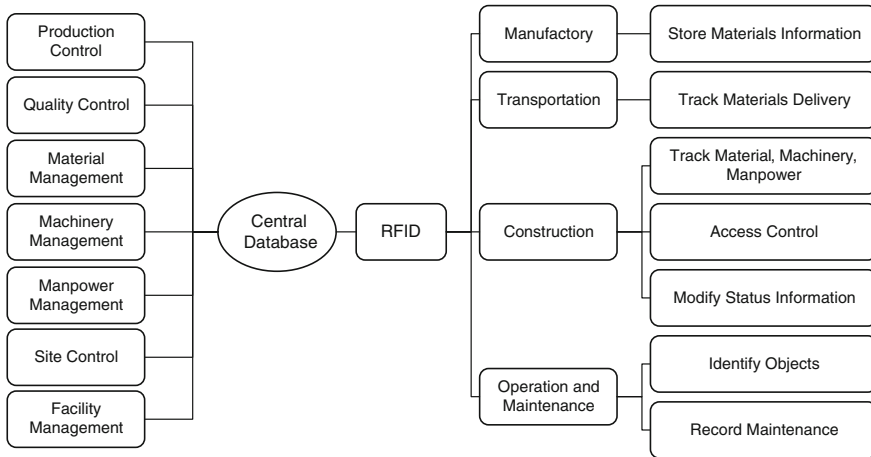 Production
Control
Quality Control
Material
Management
Machinery
Management
Manpower
Management
Site Control
Facility
Management
Central
Database
RFID
Manufactory
Transportation
Construction
Operation and
Maintenance
Store Materials Information
Track Materials Delivery
Track Material, Machinery,
Manpower
Access Control
Modify Status Information
Identify Objects
Record Maintenance